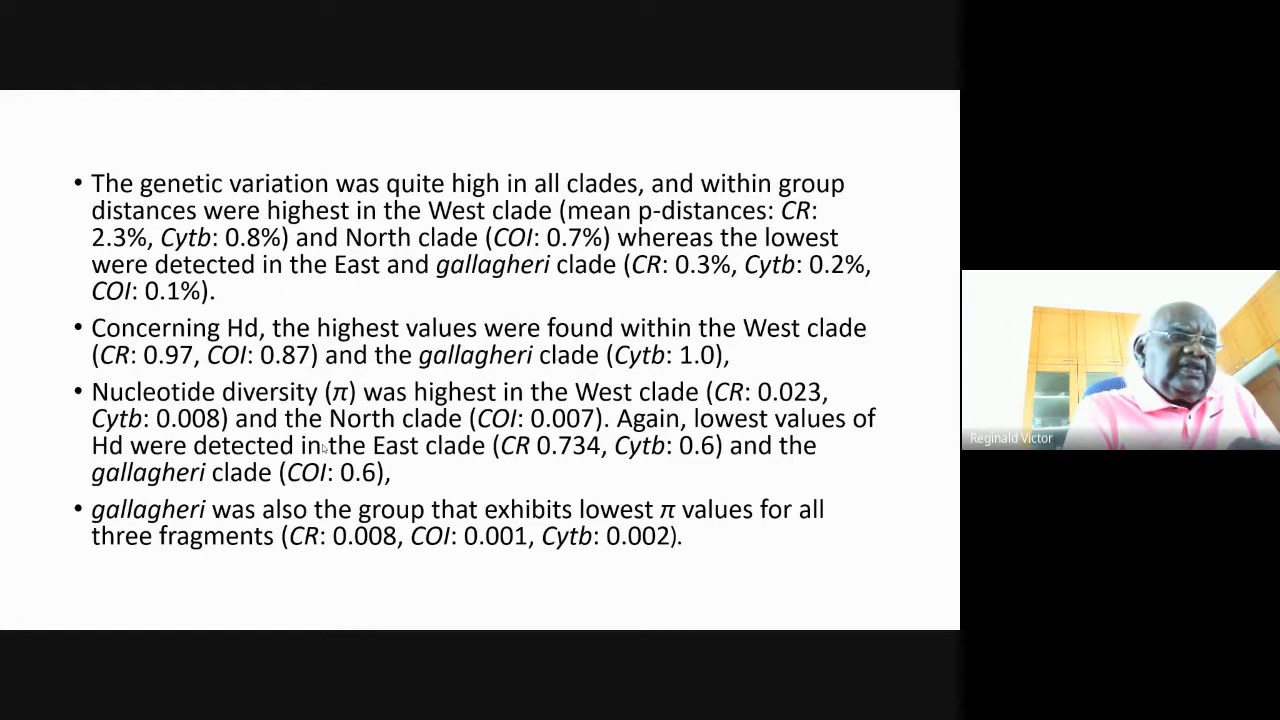 • The genetic variation was quite high in all clades, and within group
distances were highest in the West clade (mean p-distances: CR:
2.3%, Cytb: 0.8%) and North clade (COI: 0.7%) whereas the lowest
were detected in the East and gallagheri clade (CR: 0.3%, Cytb: 0.2%,
COI: 0.1%).
• Concerning Hd, the highest values were found within the West clade
(CR: 0.97, COI: 0.87) and the gallagheri clade (Cytb: 1.0),
• Nucleotide diversity (π) was highest in the West clade (CR: 0.023,
Cytb: 0.008) and the North clade (COI: 0.007). Again, lowest values of
Hd were detected in the East clade (CR 0.734, Cytb: 0.6) and the
gallagheri clade (COI: 0.6),
• gallagheri was also the group that exhibits lowest π values for all
three fragments (CR: 0.008, COI: 0.001, Cytb: 0.002).
Reginald Victor